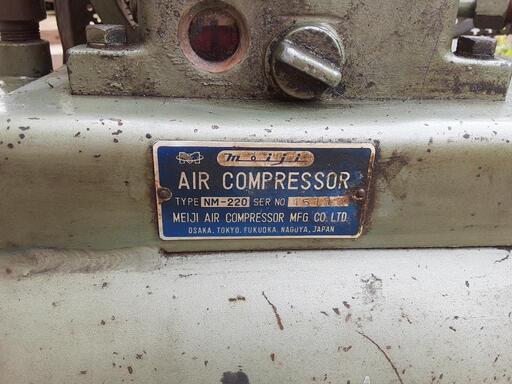 meiji
AIR COMPRESSOR
TYPE NM-220 SER NO
MEIJI AIR COMPRESSOR MFG. CO. LTD.
OSAKA, TOKYO, FUKUOKA, NAGOYA, JAPAN